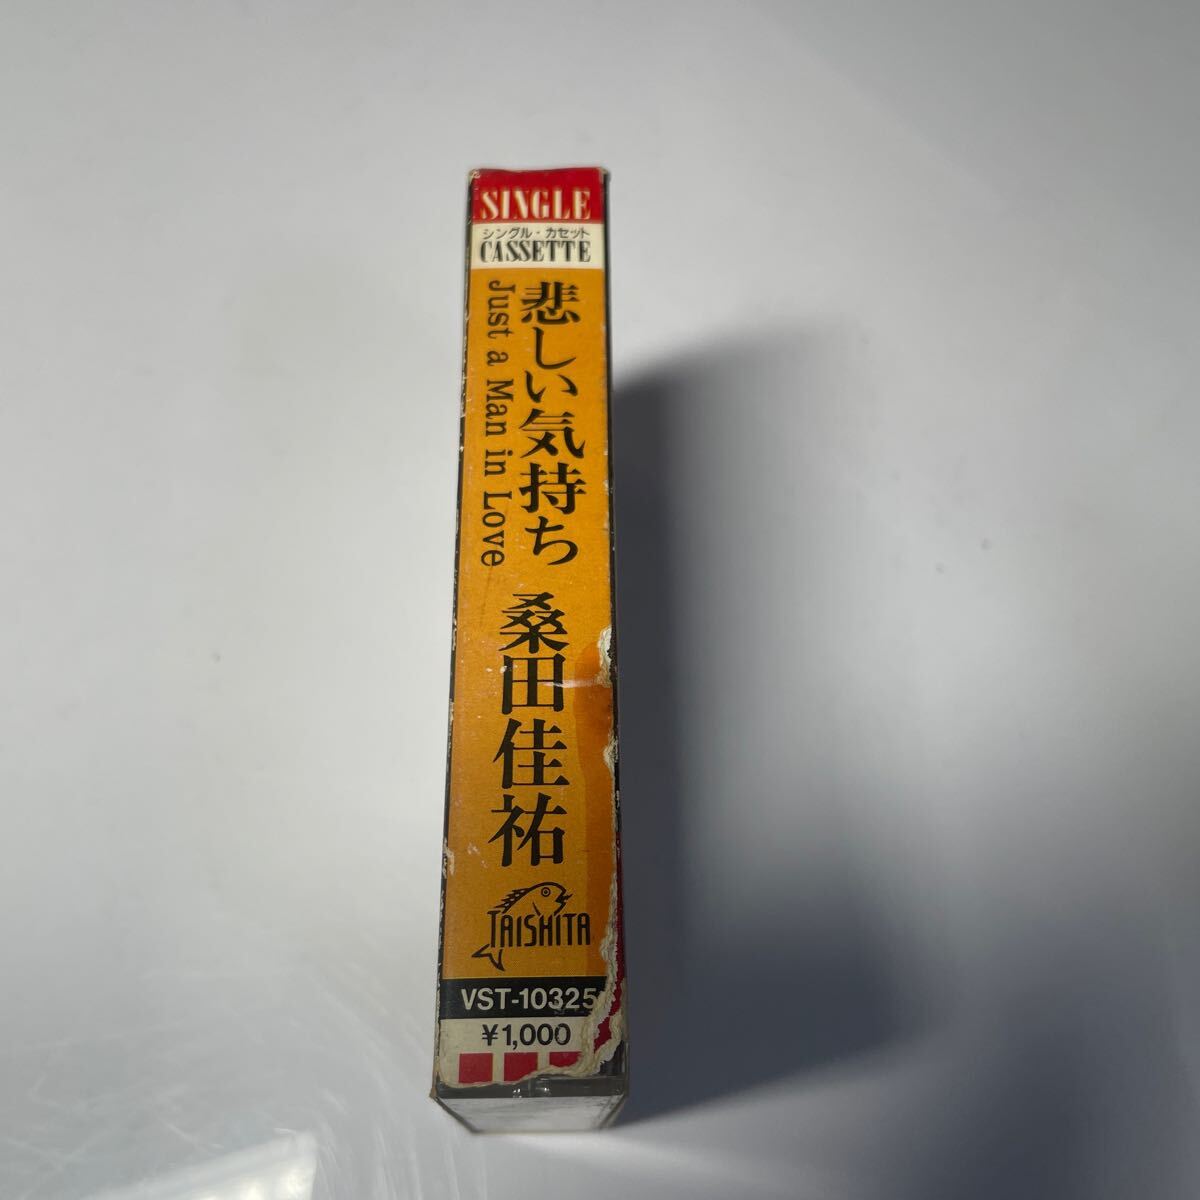 SINGLE
シングル・カセット
CASSETTE
悲しい気持ち
Just a Man in Love
桑田佳祐
TAISHITA
VST-10325
¥1,000